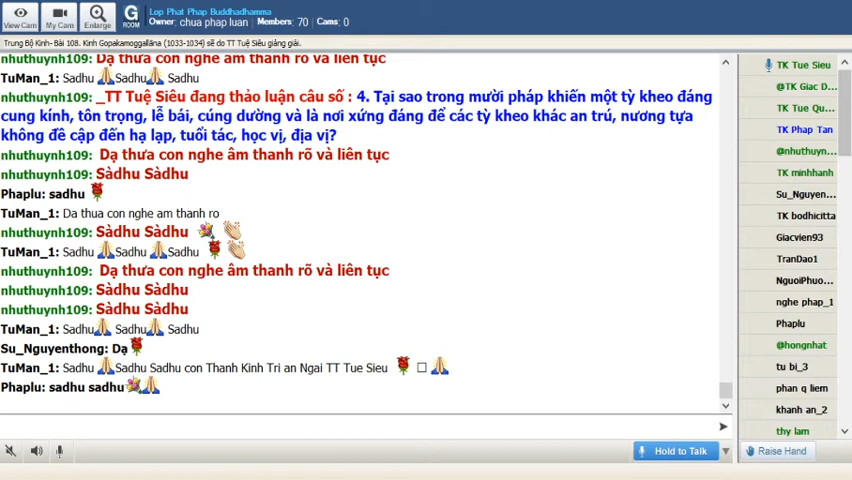 View Cam
My Cam
Enlarge
G
ROOM
Lop Phat Phap Buddhadhamma
Owner: chua phap luan Members: 70 Cams: 0
Trung Bộ Kinh- Bài 108. Kinh Gopakamoggallāna (1033-1034) sẽ do TT Tuệ Siêu giảng giải.
nhuthuynh109: Dạ thưa con nghe âm thanh rõ và liên tục
TuMan_1: Sadhu Sadhu Sadhu
nhuthuynh109: _TT Tuệ Siêu đang thảo luận câu số : 4. Tại sao trong mười pháp khiến một tỳ kheo đáng
cung kính, tôn trọng, lễ bái, cúng dường và là nơi xứng đáng để các tỳ kheo khác an trú, nương tựa
không đề cập đến hạ lạp, tuổi tác, học vị, địa vị?
nhuthuynh109: Dạ thưa con nghe âm thanh rõ và liên tục
nhuthuynh109: Sàdhu Sàdhu
Phaplu: sadhu
TuMan_1: Da thua con nghe am thanh ro
nhuthuynh109: Sàdhu Sàdhu
TuMan_1: Sadhu Sadhu Sadhu
nhuthuynh109: Dạ thưa con nghe âm thanh rõ và liên tục
nhuthuynh109: Sàdhu Sàdhu
nhuthuynh109: Sàdhu Sàdhu
TuMan_1: Sadhu Sadhu Sadhu
Su_Nguyenthong: Dạ
TuMan_1: Sadhu Sadhu Sadhu con Thanh Kinh Tri an Ngai TT Tue Sieu
Phaplu: sadhu sadhu
Hold to Talk
TK Tue Sieu
@TK Giac D...
TK Tue Qu...
TK Phap Tan
@nhuthuyn...
TK minhhanh
Su_Nguyen...
TK bodhicitta
Giacvien93
TranDao1
NguoiPhuo...
nghe phap_1
Phaplu
@hongnhat
tu bi_3
phan q liem
khanh an_2
thy lam
Raise Hand